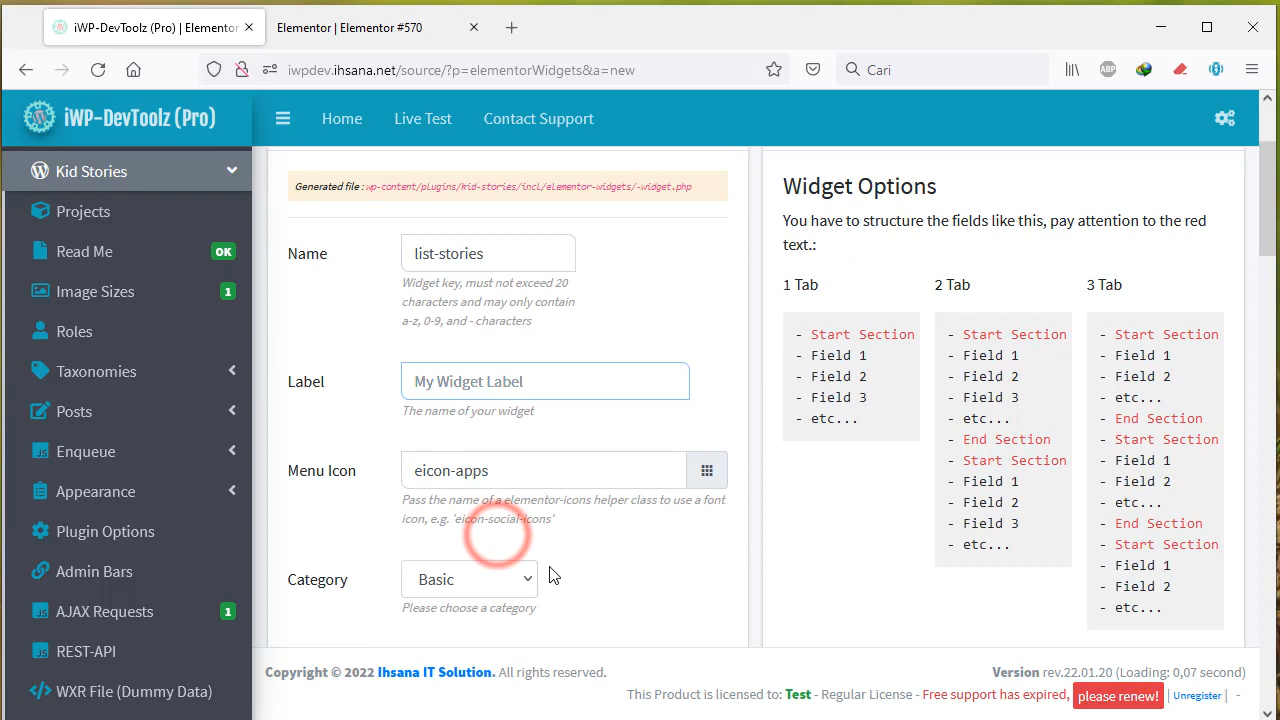 iWP-DevToolz (Pro) | Elementor
Elementor | Elementor #570
iwpdev.ihsana.net/source/?p=elementorWidgets&a=new
Cari
ABP
iWP-DevToolz (Pro)
Home
Live Test
Contact Support
Kid Stories
Projects
Read Me
OK
Image Sizes
1
Roles
Taxonomies
Posts
Enqueue
Appearance
Plugin Options
Admin Bars
AJAX Requests
1
REST-API
WXR File (Dummy Data)
Generated file : wp-content/plugins/kid-stories/incl/elementor-widgets/-widget.php
Name
list-stories
Widget key, must not exceed 20
characters and may only contain
a-z, 0-9, and - characters
Label
My Widget Label
The name of your widget
Menu Icon
eicon-apps
Pass the name of a elementor-icons helper class to use a font
icon, e.g. 'eicon-social-icons'
Category
Basic
Please choose a category
Widget Options
You have to structure the fields like this, pay attention to the red
text.:
1 Tab
- Start Section
- Field 1
- Field 2
- Field 3
- etc...
2 Tab
- Start Section
- Field 1
- Field 2
- Field 3
- etc...
- End Section
- Start Section
- Field 1
- Field 2
- Field 3
- etc...
3 Tab
- Start Section
- Field 1
- Field 2
- etc...
- End Section
- Start Section
- Field 1
- Field 2
- etc...
- End Section
- Start Section
- Field 1
- Field 2
- etc...
Copyright © 2022 Ihsana IT Solution. All rights reserved.
Version rev.22.01.20 (Loading: 0,07 second)
This Product is licensed to: Test - Regular License - Free support has expired, please renew! | Unregister | -